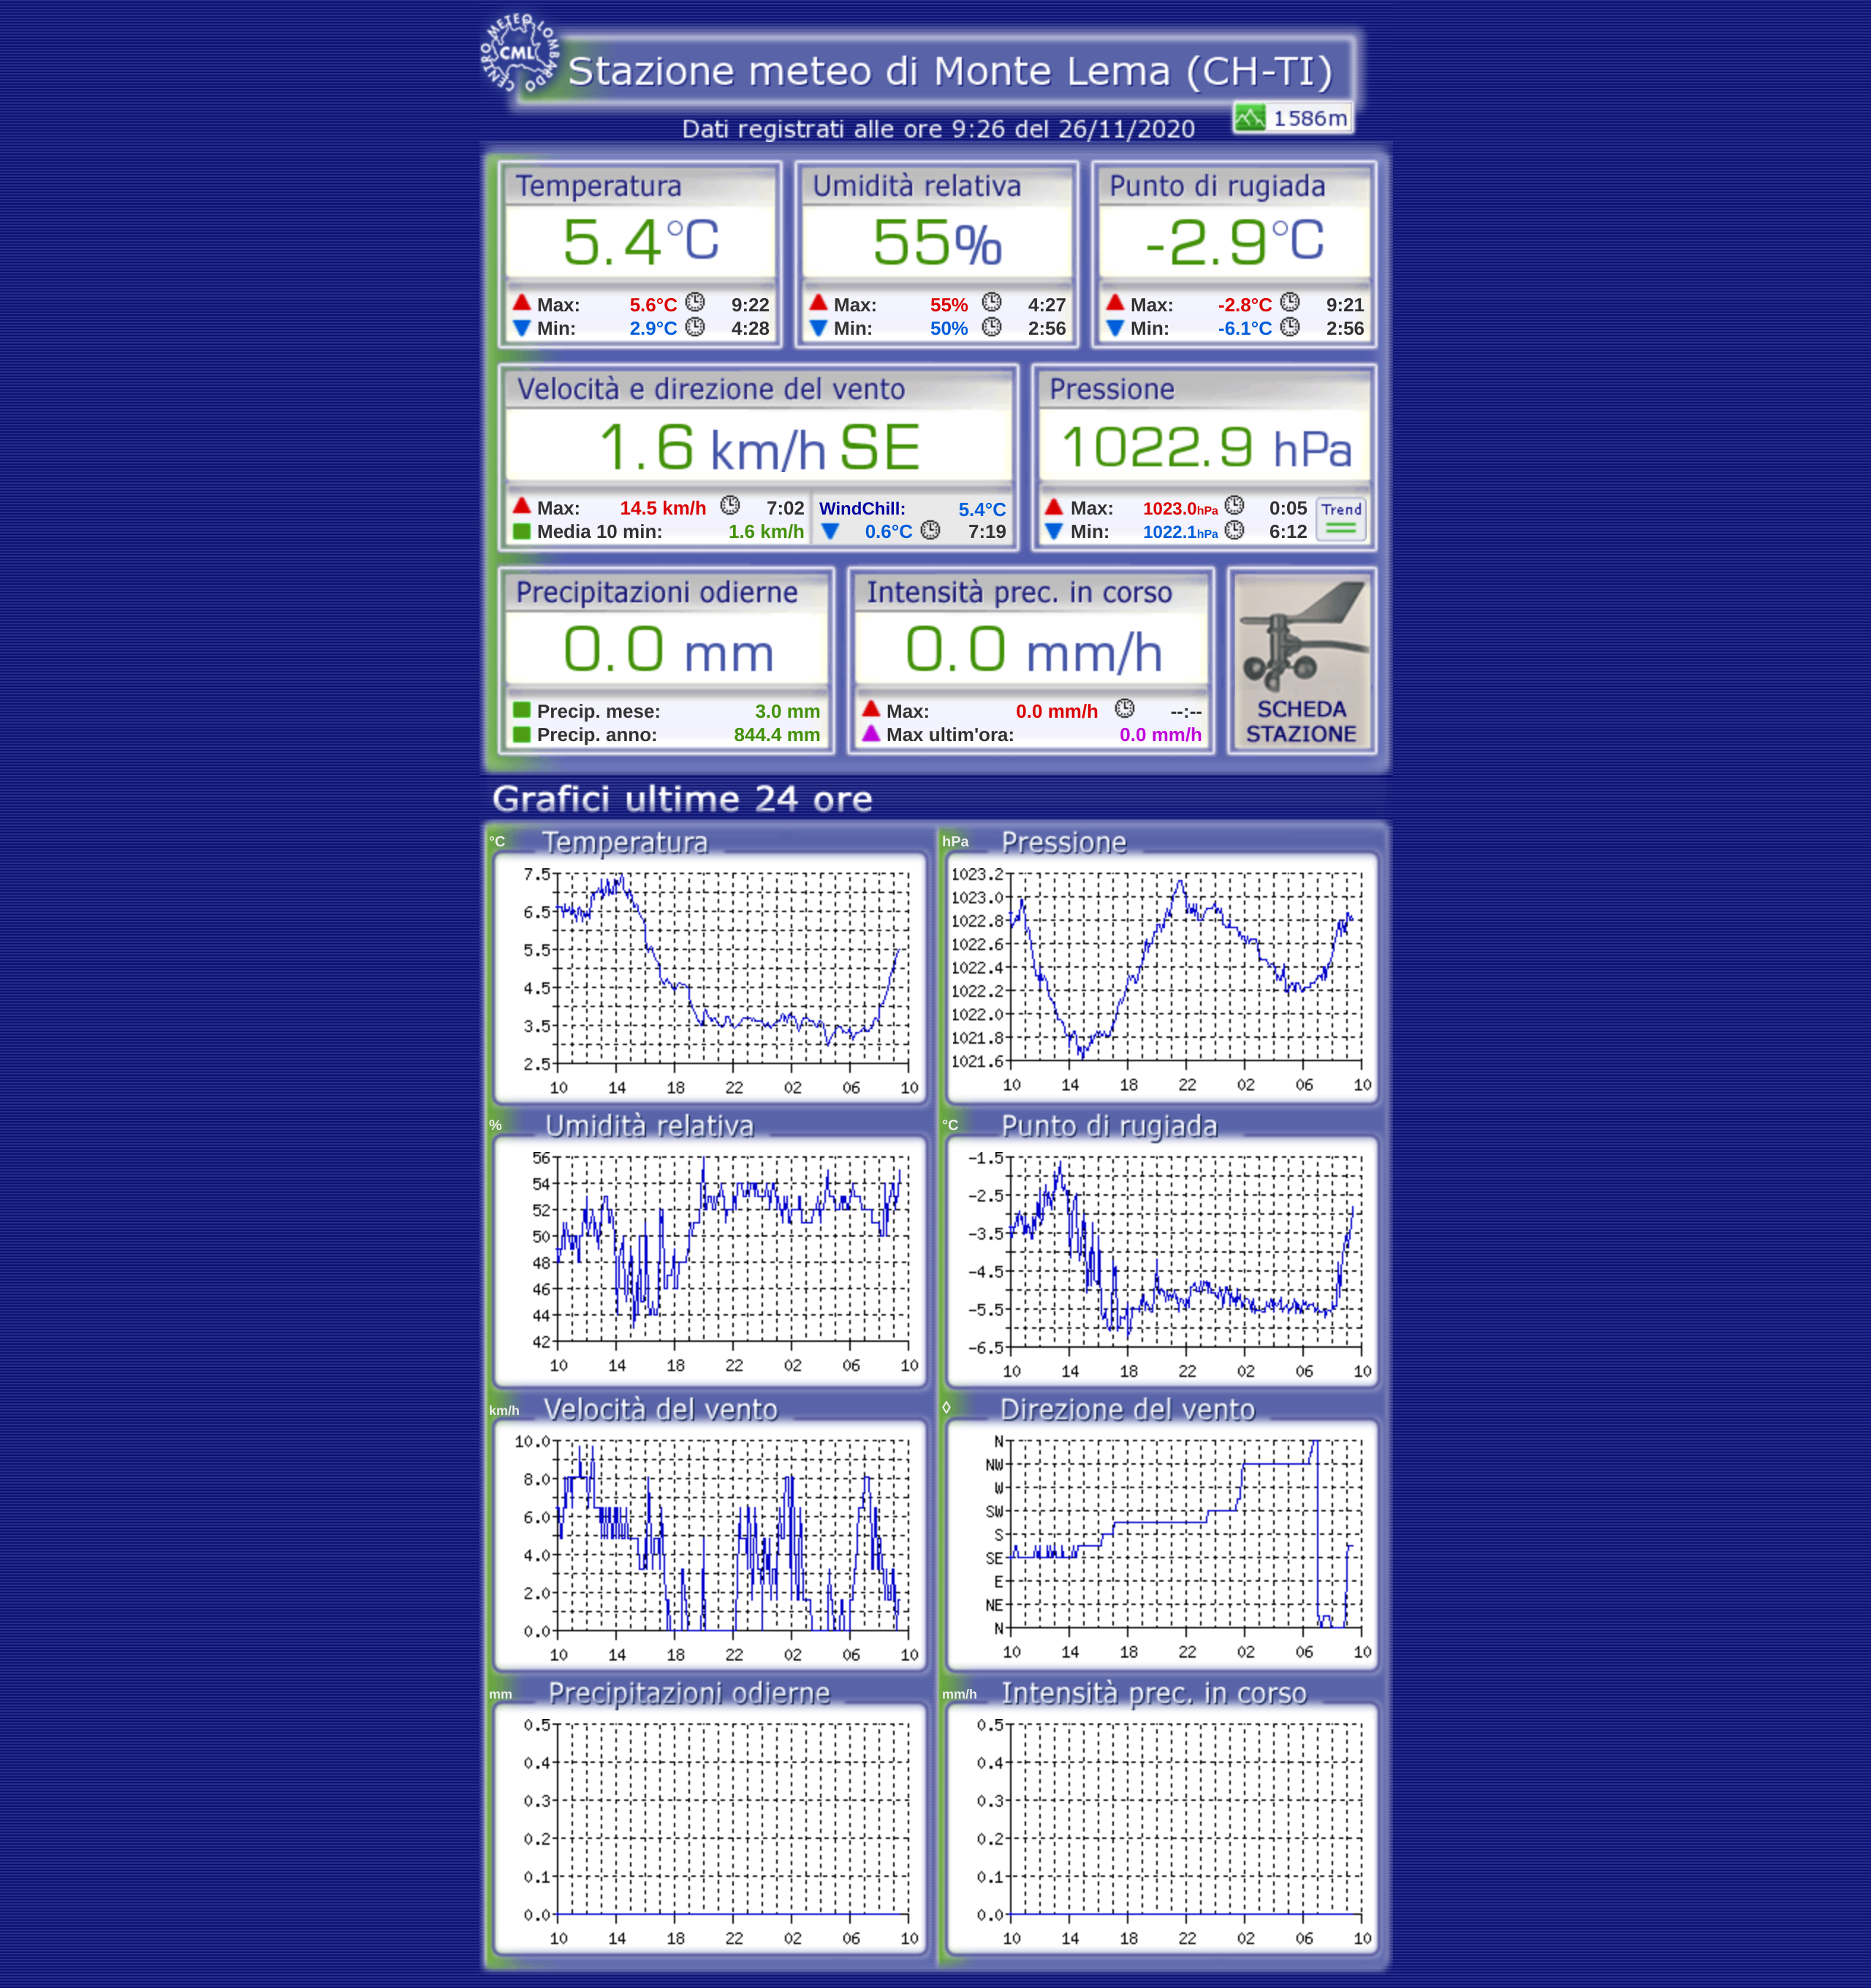 CENTRO METEO LOMBARDO
CML
Stazione meteo di Monte Lema (CH-TI)
1586m
Dati registrati alle ore 9:26 del 26/11/2020
Temperatura Umidità relativa Punto di rugiada
5.4°C 55% -2.9°C
Max: 5.6°C 9:22 Max: 55% 4:27 Max: -2.8°C 9:21
Min: 2.9°C 4:28 Min: 50% 2:56 Min: -6.1°C 2:56
Velocità e direzione del vento Pressione
1.6 km/h SE 1022.9 hPa
Max: 14.5 km/h 7:02 WindChill: 5.4°C Max: 1023.0hPa 0:05 Trend
Media 10 min: 1.6 km/h 0.6°C 7:19 Min: 1022.1hPa 6:12
Precipitazioni odierne Intensità prec. in corso
0.0 mm 0.0 mm/h
Precip. mese: 3.0 mm Max: 0.0 mm/h --:-- SCHEDA
Precip. anno: 844.4 mm Max ultim'ora: 0.0 mm/h STAZIONE
Grafici ultime 24 ore
°C Temperatura
7.5
6.5
5.5
4.5
3.5
2.5
10 14 18 22 02 06 10
hPa Pressione
1023.2
1023.0
1022.8
1022.6
1022.4
1022.2
1022.0
1021.8
1021.6
10 14 18 22 02 06 10
% Umidità relativa
56
54
52
50
48
46
44
42
10 14 18 22 02 06 10
°C Punto di rugiada
-1.5
-2.5
-3.5
-4.5
-5.5
-6.5
10 14 18 22 02 06 10
km/h Velocità del vento
10.0
8.0
6.0
4.0
2.0
0.0
10 14 18 22 02 06 10
◊ Direzione del vento
N
NW
W
SW
S
SE
E
NE
N
10 14 18 22 02 06 10
mm Precipitazioni odierne
0.5
0.4
0.3
0.2
0.1
0.0
10 14 18 22 02 06 10
mm/h Intensità prec. in corso
0.5
0.4
0.3
0.2
0.1
0.0
10 14 18 22 02 06 10